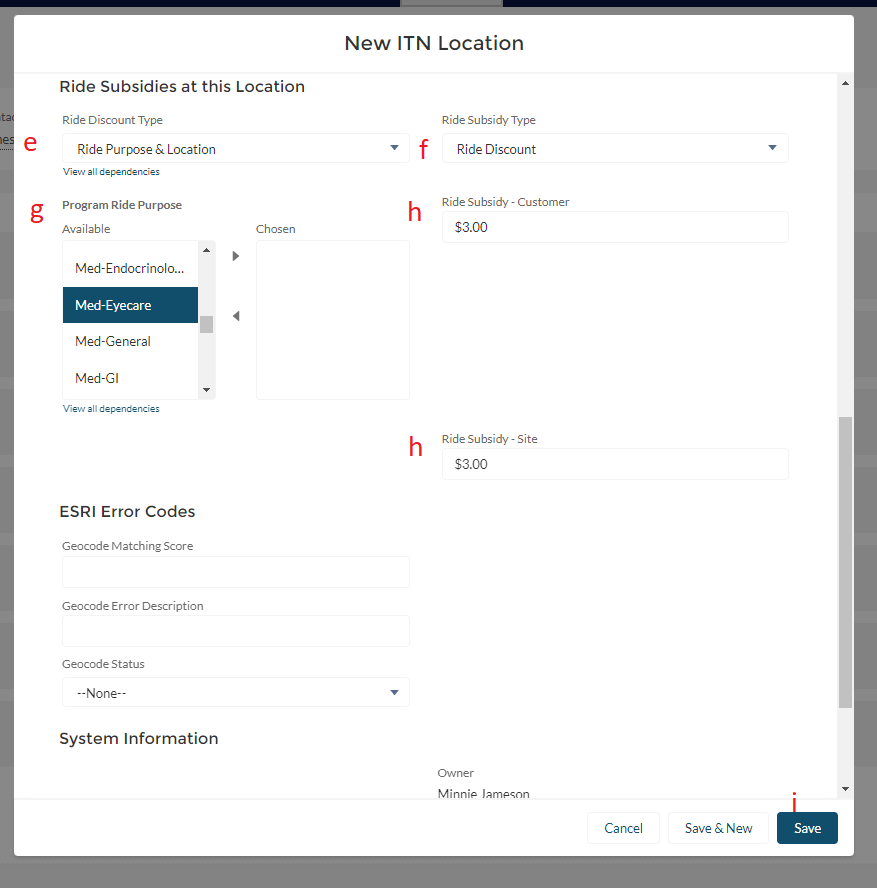 New ITN Location
Ride Subsidies at this Location
Ride Discount Type
Ride Subsidy Type
e
Ride Purpose & Location
f
Ride Discount
View all dependencies
g
Program Ride Purpose
h
Ride Subsidy - Customer
Available
Chosen
$3.00
Med-Endocrinolo...
Med-Eyecare
Med-General
Med-GI
View all dependencies
h
Ride Subsidy - Site
$3.00
ESRI Error Codes
Geocode Matching Score
Geocode Error Description
Geocode Status
--None--
System Information
Owner
Minnie Jameson
i
Cancel
Save & New
Save